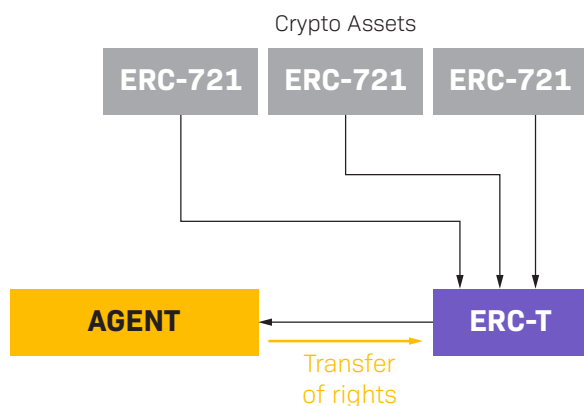 Crypto Assets
ERC-721
ERC-721
ERC-721
AGENT
ERC-T
Transfer
of rights